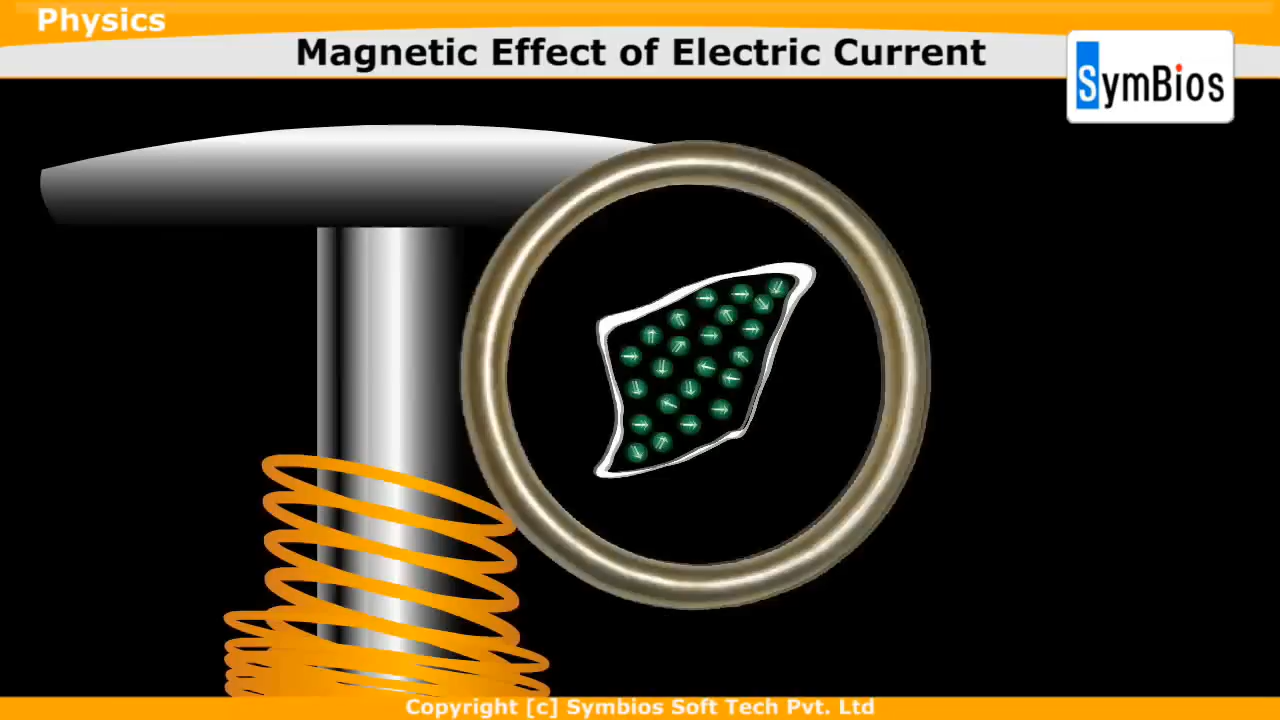 Physics
Magnetic Effect of Electric Current
SymBios
Copyright [c] Symbios Soft Tech Pvt. Ltd